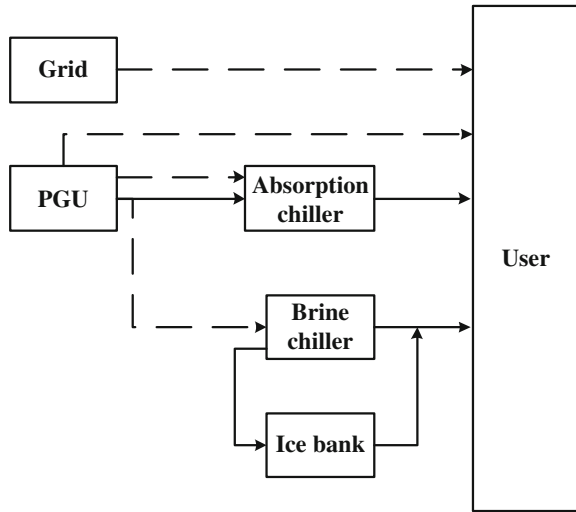 Grid
PGU
Absorption
chiller
User
Brine
chiller
Ice bank